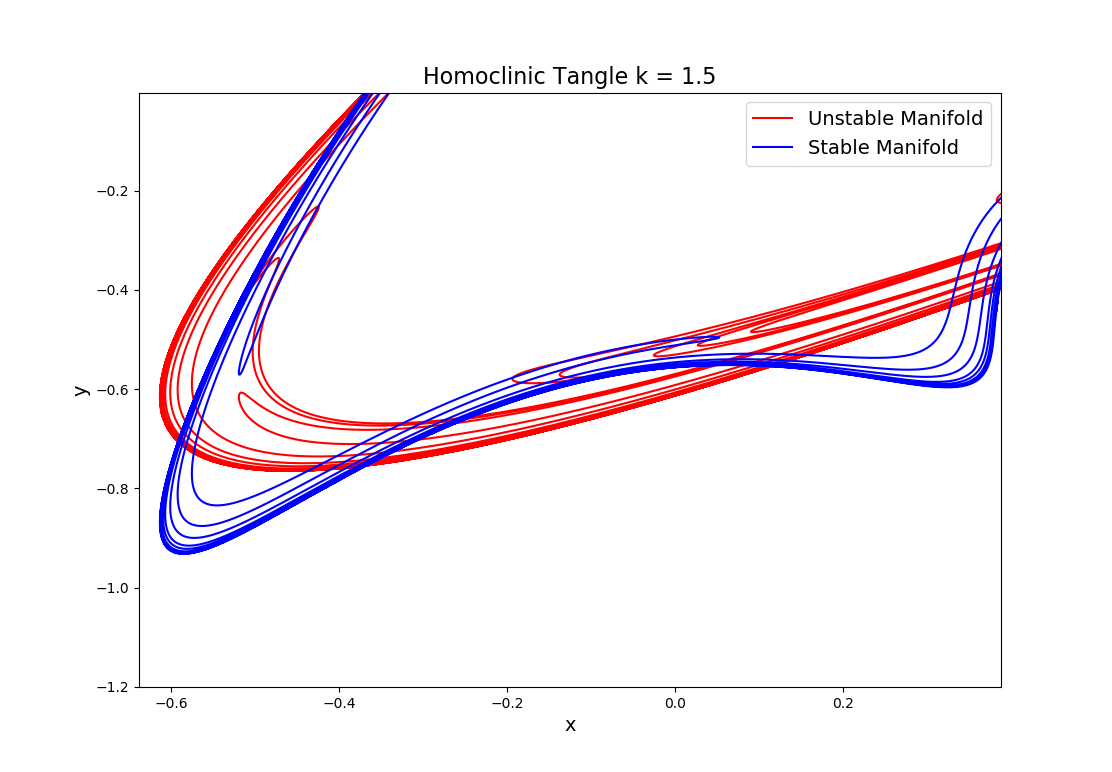 Homoclinic Tangle k = 1.5
Unstable Manifold
Stable Manifold
y
−0.2
−0.4
−0.6
−0.8
−1.0
−1.2
−0.6 −0.4 −0.2 0.0 0.2
x